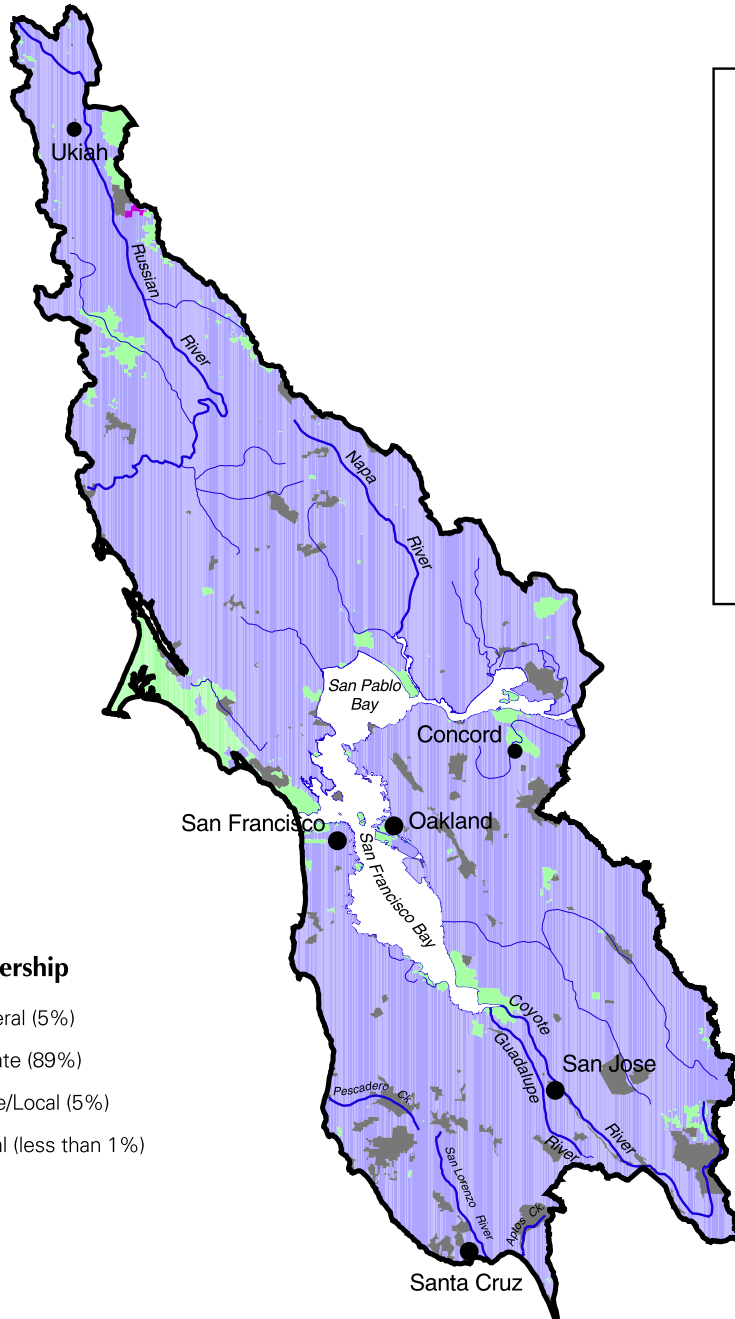 Ukiah
Russian
River
Napa
River
San Pablo
Bay
Concord
San Francisco
Oakland
San Francisco Bay
ership
eral (5%)
Coyote
Guadalupe
San Jose
te (89%)
Pescadero Ck.
e/Local (5%)
River
River
l (less than 1%)
San Lorenzo River
Aptos Ck.
Santa Cruz